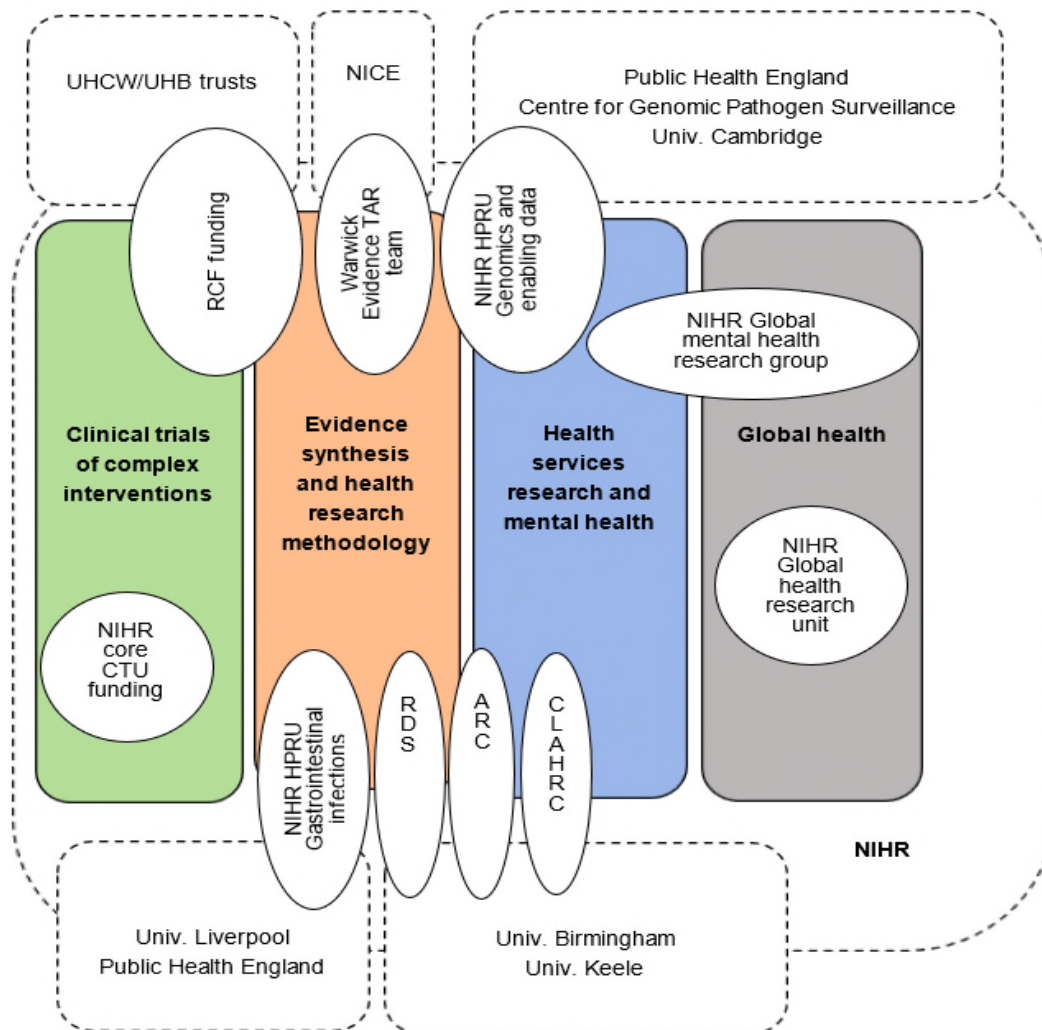 UHCW/UHB trusts
NICE
Public Health England
Centre for Genomic Pathogen Surveillance
Univ. Cambridge
RCF funding
Warwick
Evidence TAR
team
NIHR HPRU
Genomics and
enabling data
NIHR Global
mental health
research group
Clinical trials
of complex
interventions
Evidence
synthesis
and health
research
methodology
Health
services
research and
mental health
Global health
NIHR
Global
health
research
unit
NIHR
core
CTU
funding
NIHR HPRU
Gastrointestinal
infections
RDS
ARC
CLAHRC
NIHR
Univ. Liverpool
Public Health England
Univ. Birmingham
Univ. Keele